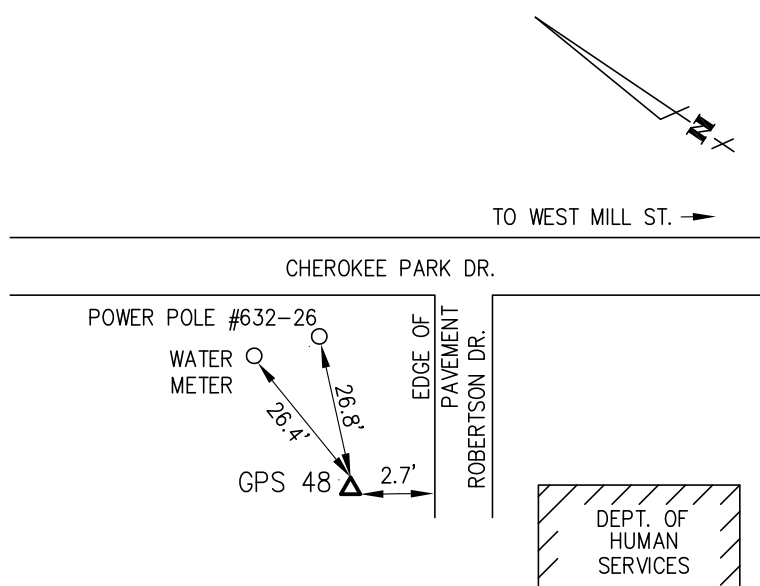 N
TO WEST MILL ST.
CHEROKEE PARK DR.
POWER POLE #632-26
WATER
METER
EDGE OF
PAVEMENT
ROBERTSON DR.
26.8'
26.4'
GPS 48
2.7'
DEPT. OF
HUMAN
SERVICES